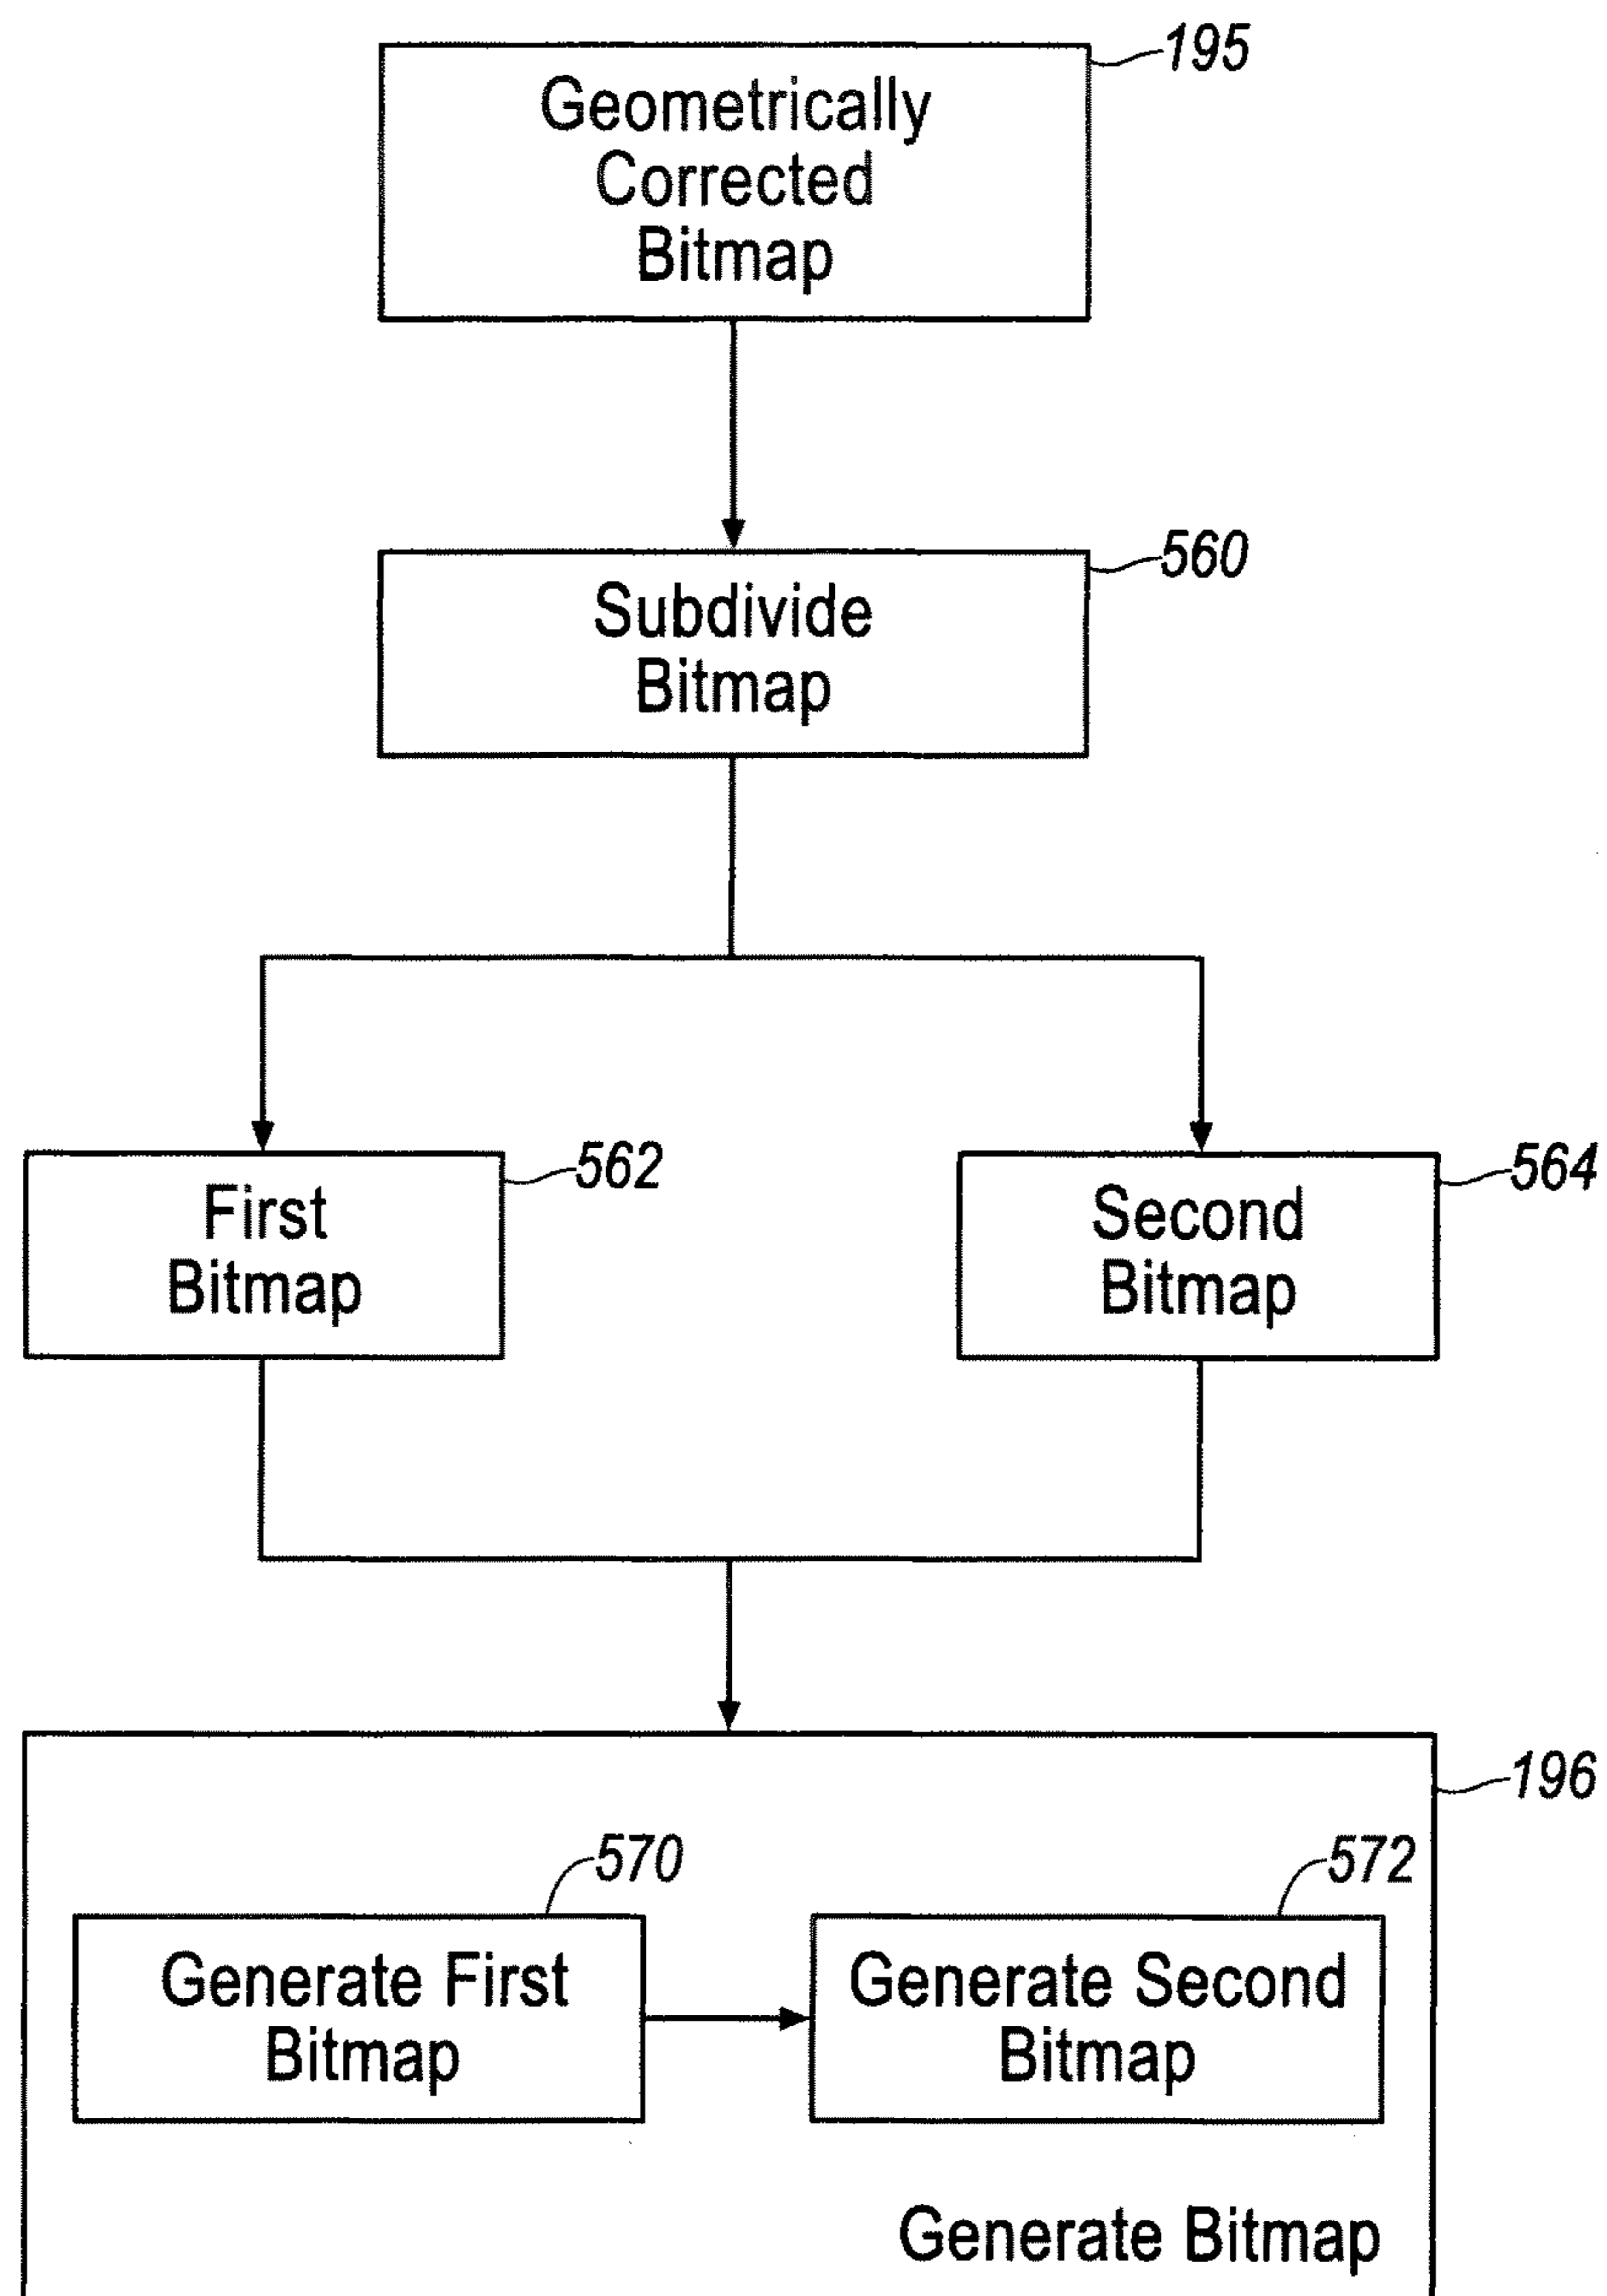 195
Geometrically
Corrected
Bitmap
560
Subdivide
Bitmap
562
First
Bitmap
564
Second
Bitmap
196
570
Generate First
Bitmap
572
Generate Second
Bitmap
Generate Bitmap